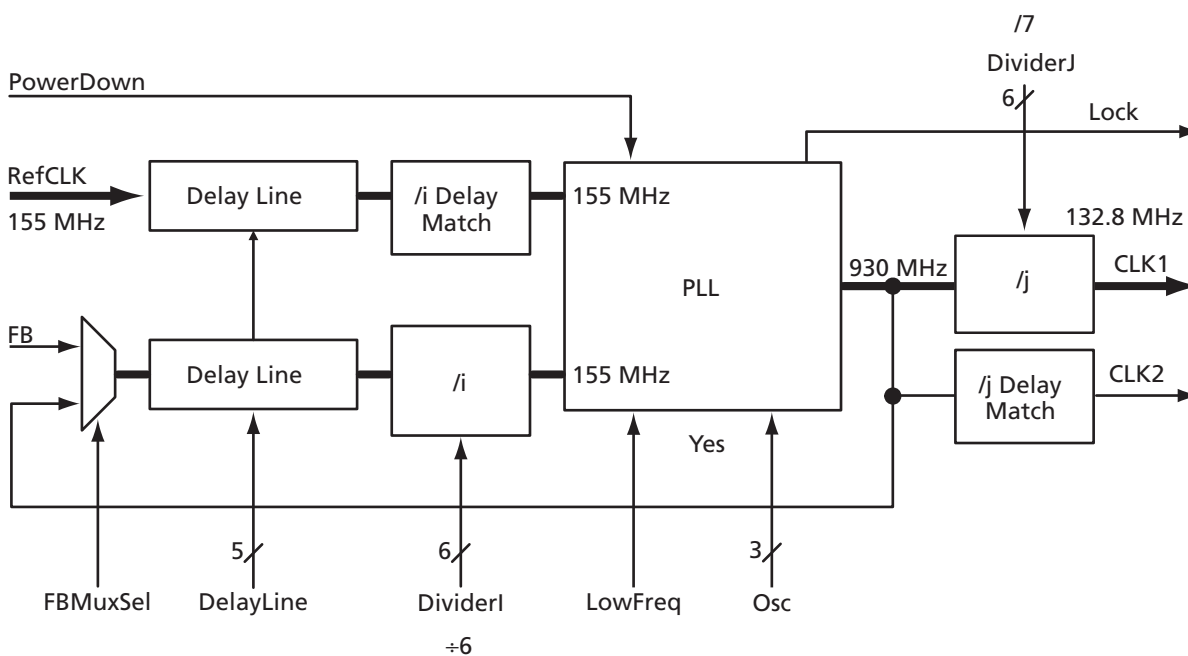 /7
DividerJ
6
PowerDown
Lock
RefCLK
155 MHz
Delay Line
/i Delay
Match
155 MHz
PLL
930 MHz
/j
132.8 MHz
CLK1
FB
Delay Line
/i
155 MHz
/j Delay
Match
CLK2
Yes
5
6
3
FBMuxSel
DelayLine
DividerI
LowFreq
Osc
÷6